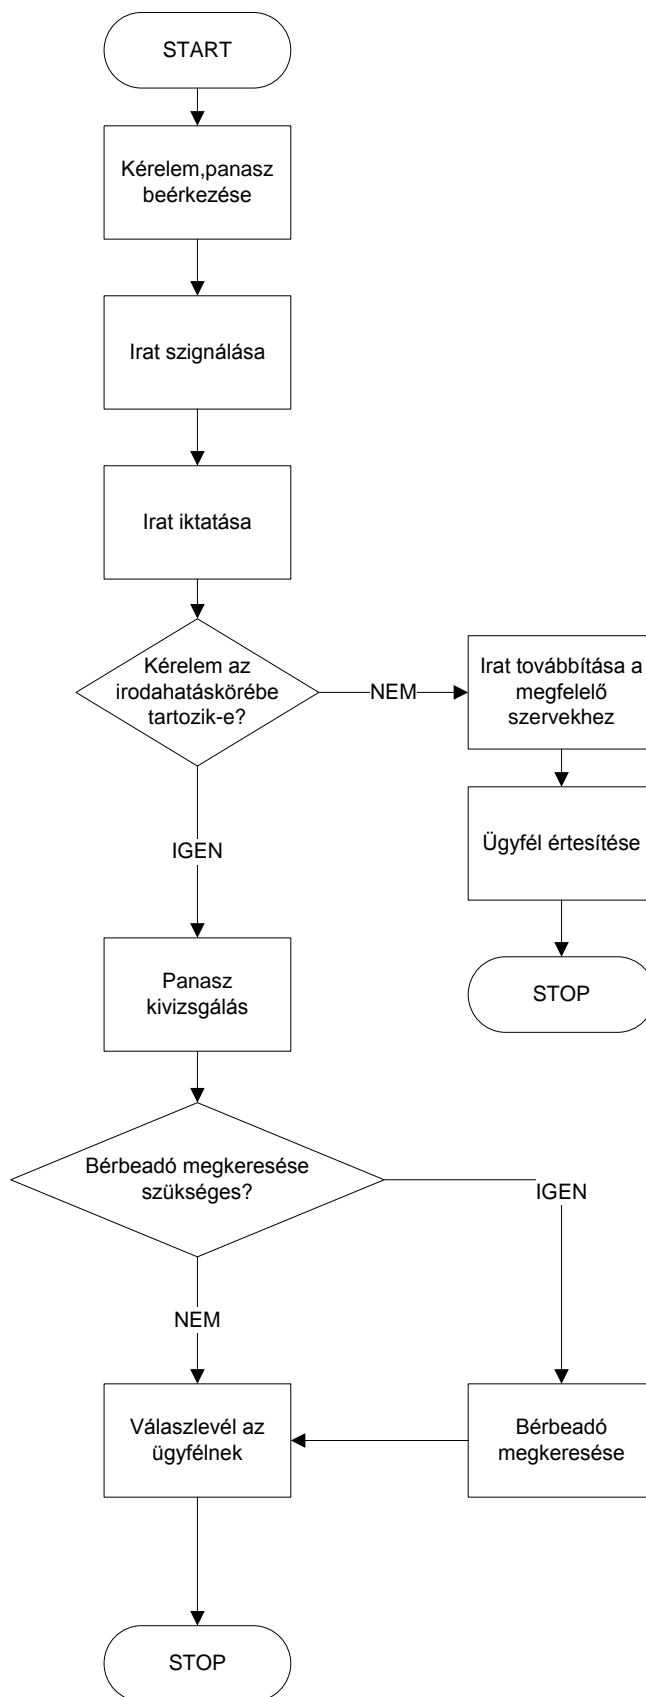 START
Kérelem,panasz
beérkezése
Irat szignálása
Irat iktatása
Kérelem az
irodahatáskörébe
tartozik-e?
NEM
Irat továbbítása a
megfelelő
szervekhez
Ügyfél értesítése
STOP
IGEN
Panasz
kivizsgálás
Bérbeadó megkeresése
szükséges?
IGEN
NEM
Bérbeadó
megkeresése
Válaszlevél az
ügyfélnek
STOP